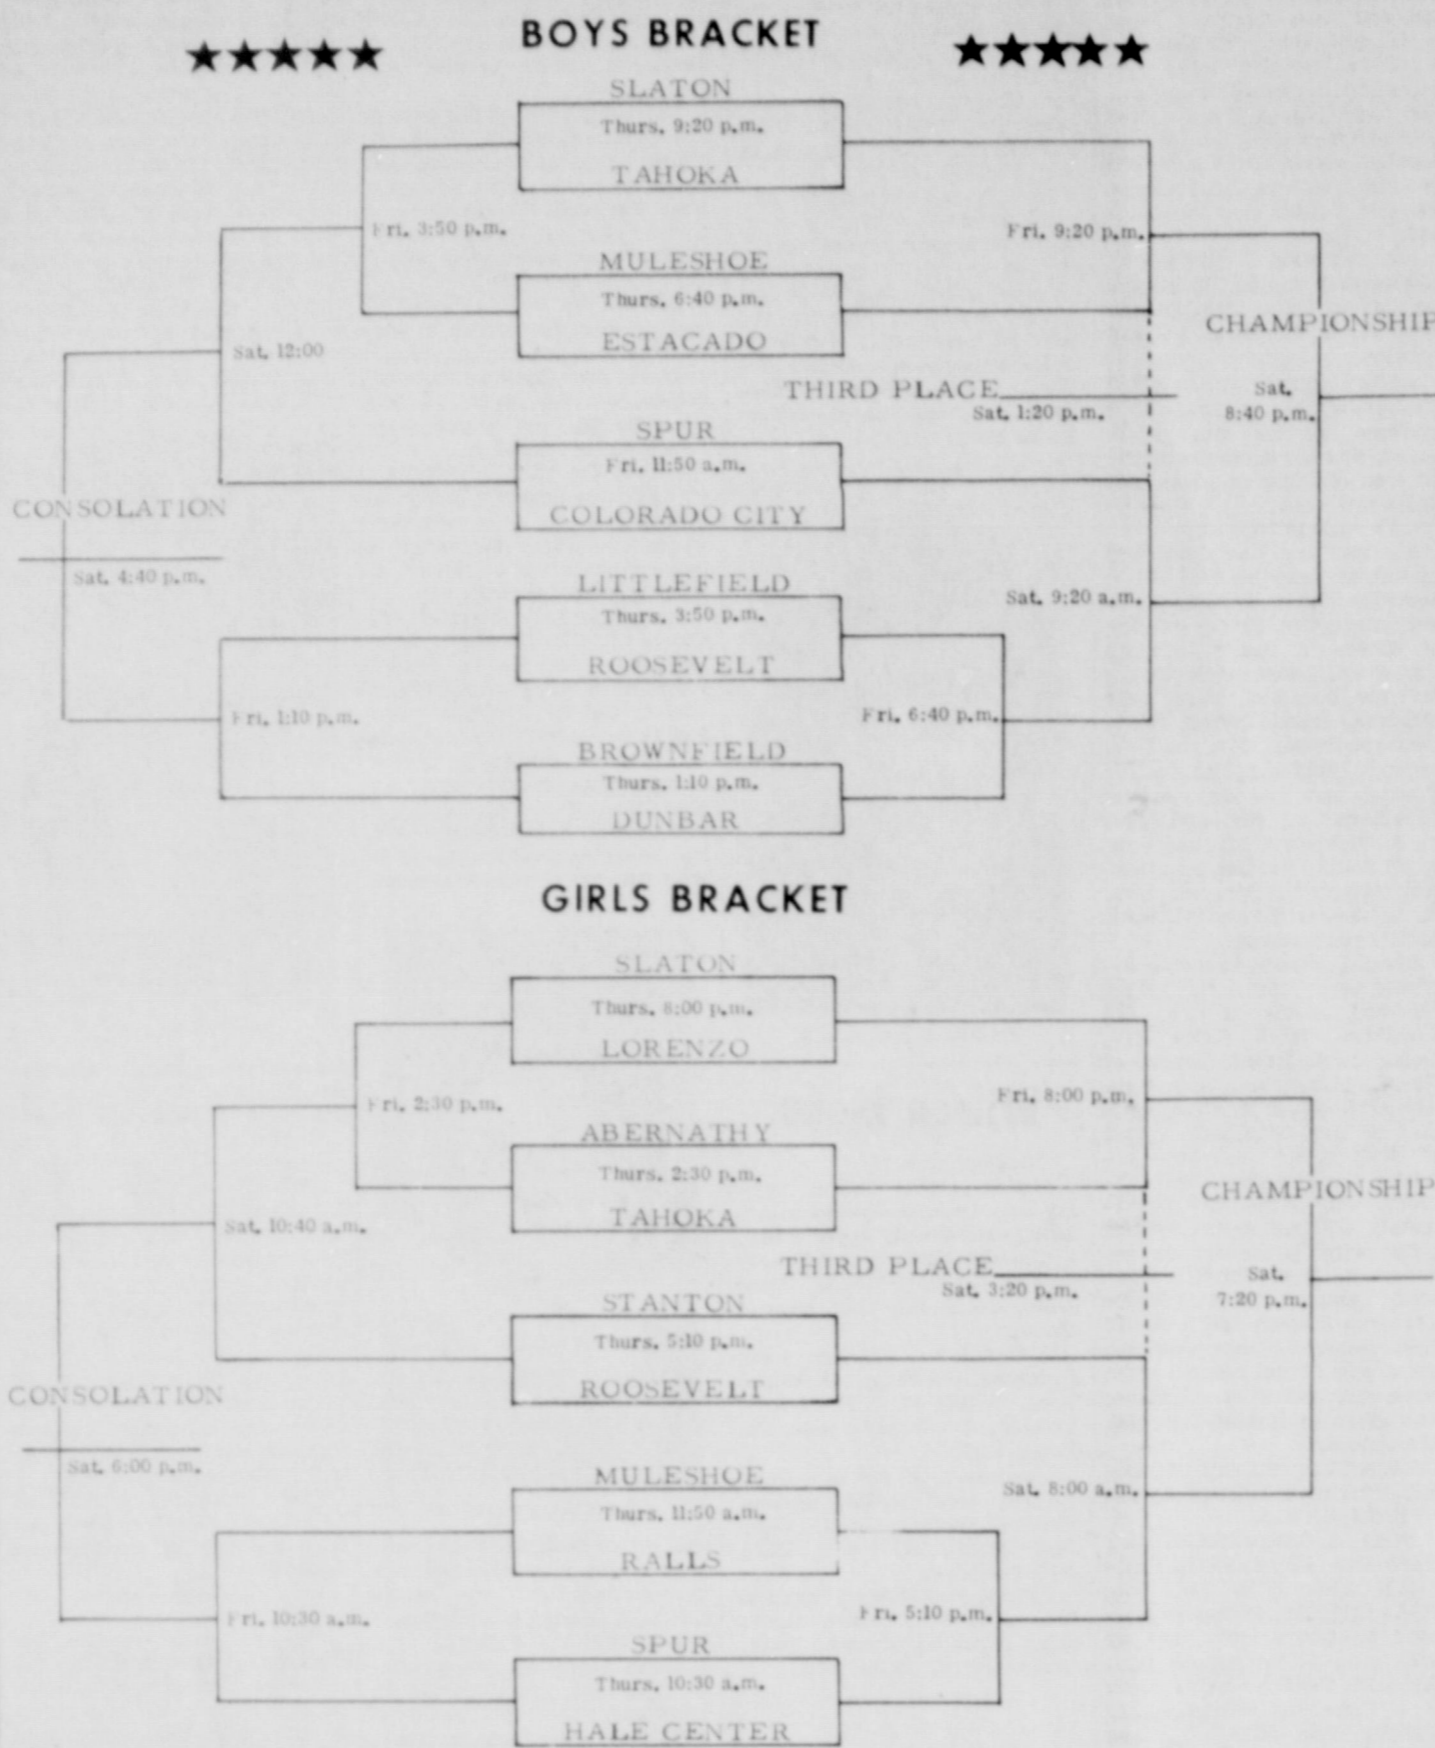 BOYS BRACKET
★★★★★ ★★★★★
SLATON
Thurs. 9:20 p.m.
TAHOKA
Fri. 3:50 p.m.
Fri. 9:20 p.m.
MULESHOE
Thurs. 6:40 p.m.
ESTACADO
CHAMPIONSHIP
Sat. 12:00
THIRD PLACE
Sat. 1:20 p.m.
Sat.
8:40 p.m.
SPUR
Fri. 11:50 a.m.
COLORADO CITY
CONSOLATION
Sat. 4:40 p.m.
LITTLEFIELD
Thurs. 3:50 p.m.
ROOSEVELT
Sat. 9:20 a.m.
Fri. 1:10 p.m.
Fri. 6:40 p.m.
BROWNFIELD
Thurs. 1:10 p.m.
DUNBAR
GIRLS BRACKET
SLATON
Thurs. 8:00 p.m.
LORENZO
Fri. 2:30 p.m.
Fri. 8:00 p.m.
ABERNATHY
Thurs. 2:30 p.m.
TAHOKA
CHAMPIONSHIP
Sat. 10:40 a.m.
THIRD PLACE
Sat. 3:20 p.m.
Sat.
7:20 p.m.
STANTON
Thurs. 5:10 p.m.
ROOSEVELT
CONSOLATION
Sat. 6:00 p.m.
MULESHOE
Thurs. 11:50 a.m.
RALLS
Sat. 8:00 a.m.
Fri. 10:30 a.m.
Fri. 5:10 p.m.
SPUR
Thurs. 10:30 a.m.
HALE CENTER